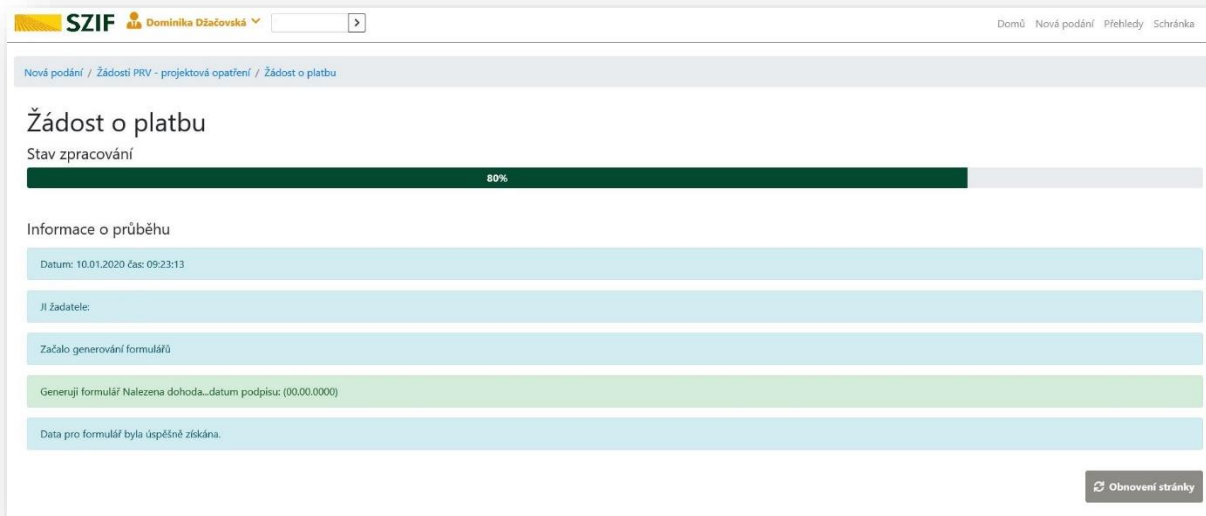 SZIF Dominika Džačovská
Domů Nová podání Přehledy Schránka
Nová podání / Žádosti PRV - projektová opatření / Žádost o platbu
Žádost o platbu
Stav zpracování
80%
Informace o průběhu
Datum: 10.01.2020 čas: 09:23:13
JI žadatele:
Začalo generování formulářů
Generuji formulář Nalezena dohoda...datum podpisu: (00.00.0000)
Data pro formulář byla úspěšně získána.
Obnovení stránky